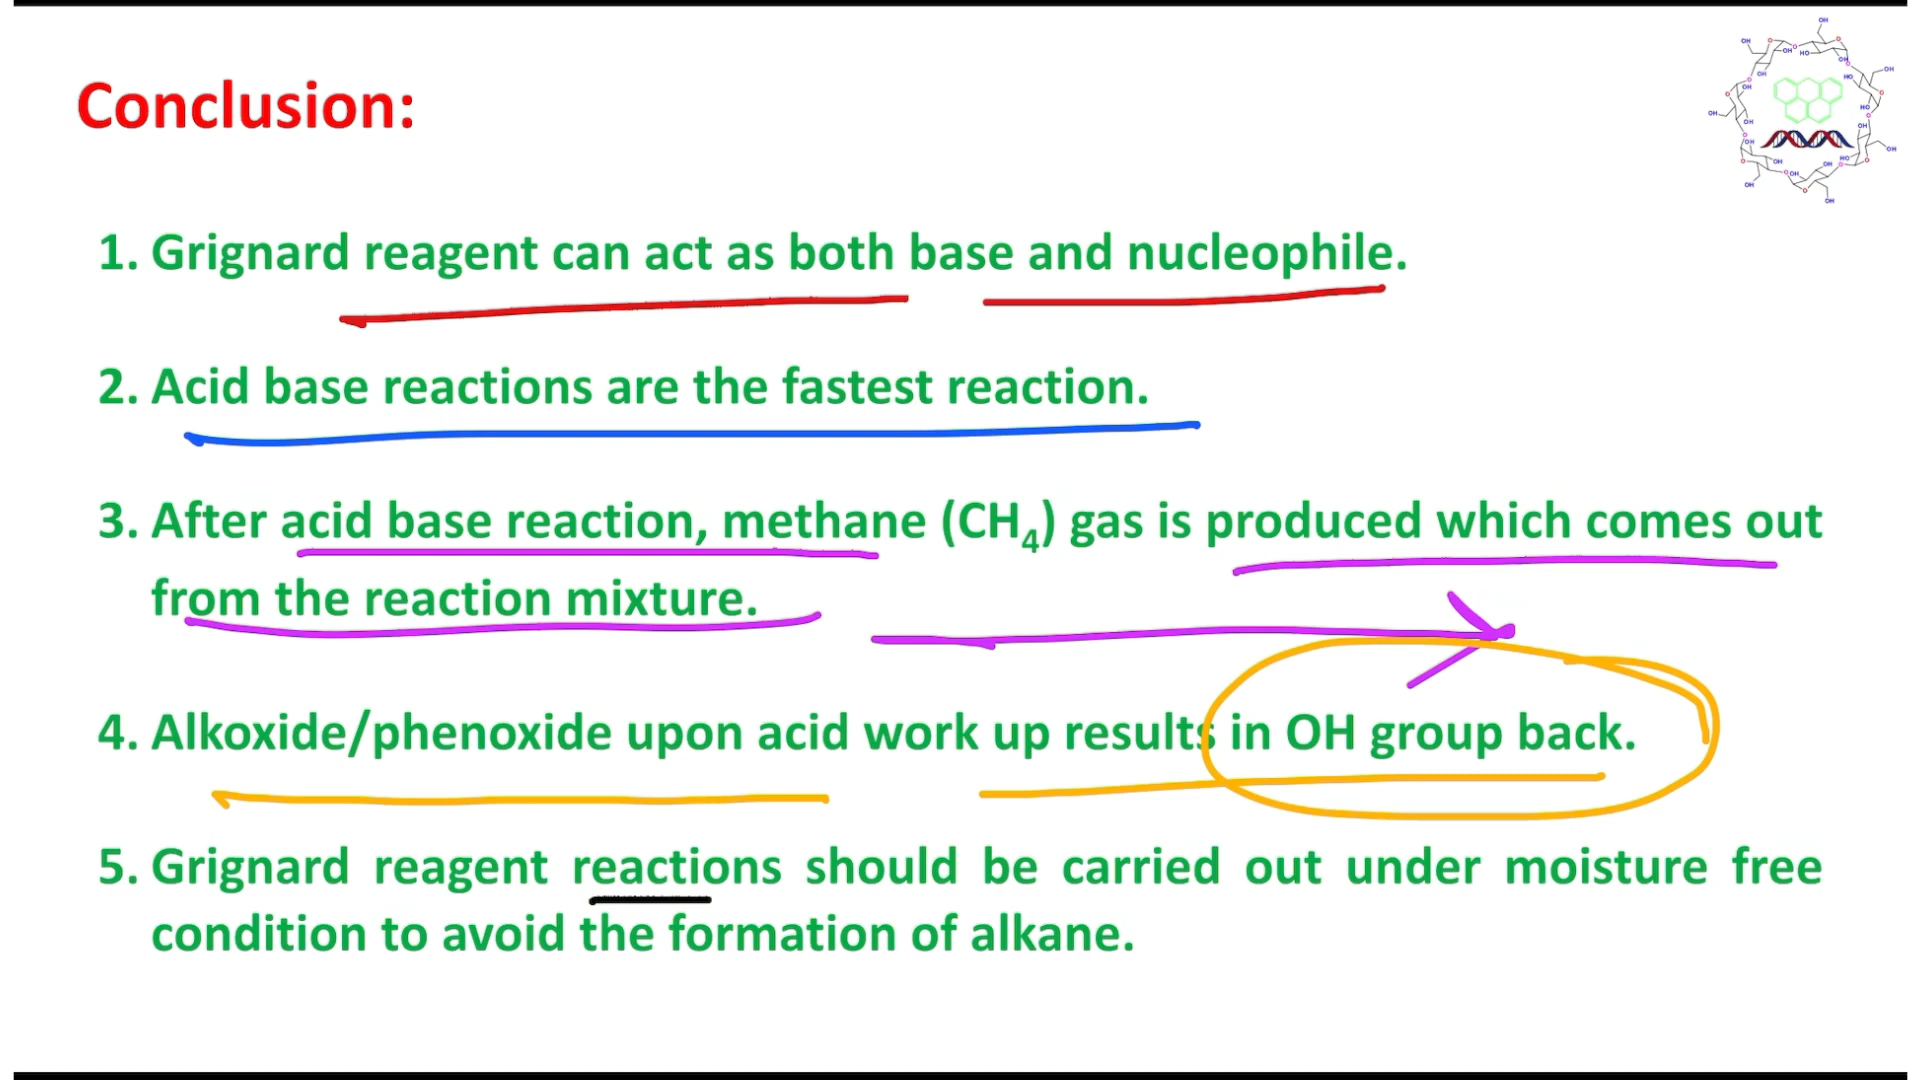 Conclusion:
1. Grignard reagent can act as both base and nucleophile.
2. Acid base reactions are the fastest reaction.
3. After acid base reaction, methane (CH₄) gas is produced which comes out
from the reaction mixture.
4. Alkoxide/phenoxide upon acid work up results in OH group back.
5. Grignard reagent reactions should be carried out under moisture free
condition to avoid the formation of alkane.